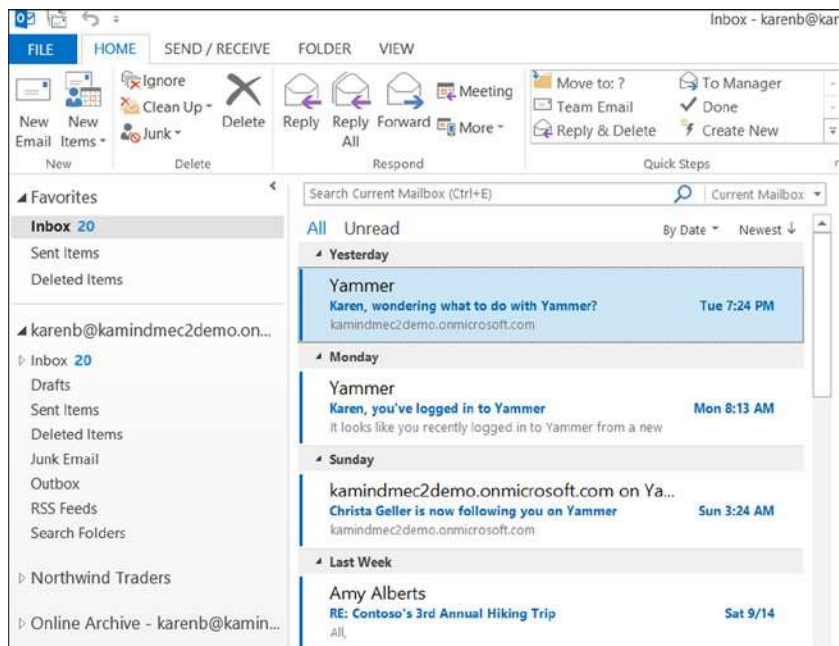 Inbox - karenb@kar
FILE HOME SEND / RECEIVE FOLDER VIEW
New Email
New Items
Ignore
Clean Up
Junk
Delete
Reply
Reply All
Forward
Meeting
More
Move to: ?
Team Email
Reply & Delete
To Manager
Done
Create New
New Delete Respond Quick Steps
Favorites
Inbox 20
Sent Items
Deleted Items
karenb@kamindmec2demo.on...
Inbox 20
Drafts
Sent Items
Deleted Items
Junk Email
Outbox
RSS Feeds
Search Folders
Northwind Traders
Online Archive - karenb@kamin...
Search Current Mailbox (Ctrl+E) Current Mailbox
All Unread By Date Newest
Yesterday
Yammer
Karen, wondering what to do with Yammer? Tue 7:24 PM
kamindmec2demo.onmicrosoft.com
Monday
Yammer
Karen, you've logged in to Yammer Mon 8:13 AM
It looks like you recently logged in to Yammer from a new
Sunday
kamindmec2demo.onmicrosoft.com on Ya...
Christa Geller is now following you on Yammer Sun 3:24 AM
kamindmec2demo.onmicrosoft.com
Last Week
Amy Alberts
RE: Contoso's 3rd Annual Hiking Trip Sat 9/14
All,